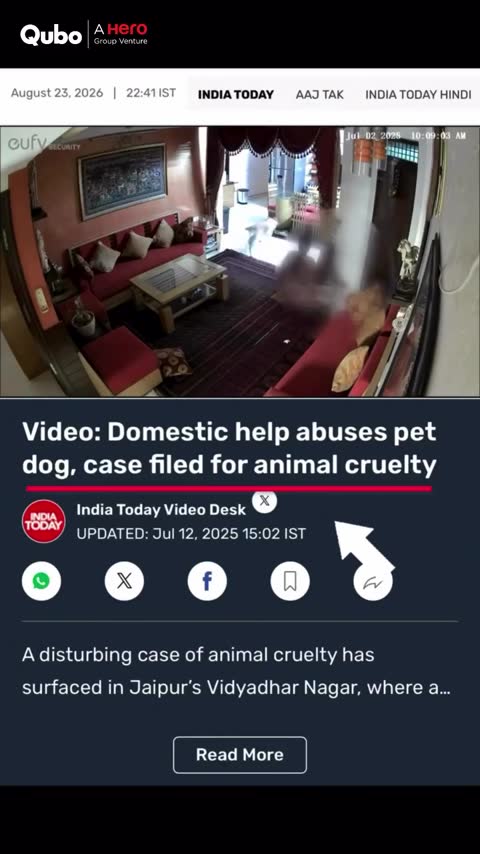 Qubo
A Hero
Group Venture
August 23, 2026 | 22:41 IST
INDIA TODAY
AAJ TAK
INDIA TODAY HINDI
eufy SECURITY
Jul 02 2025 10:09:03 AM
Video: Domestic help abuses pet
dog, case filed for animal cruelty
INDIA
TODAY
India Today Video Desk
UPDATED: Jul 12, 2025 15:02 IST
A disturbing case of animal cruelty has
surfaced in Jaipur’s Vidyadhar Nagar, where a...
Read More